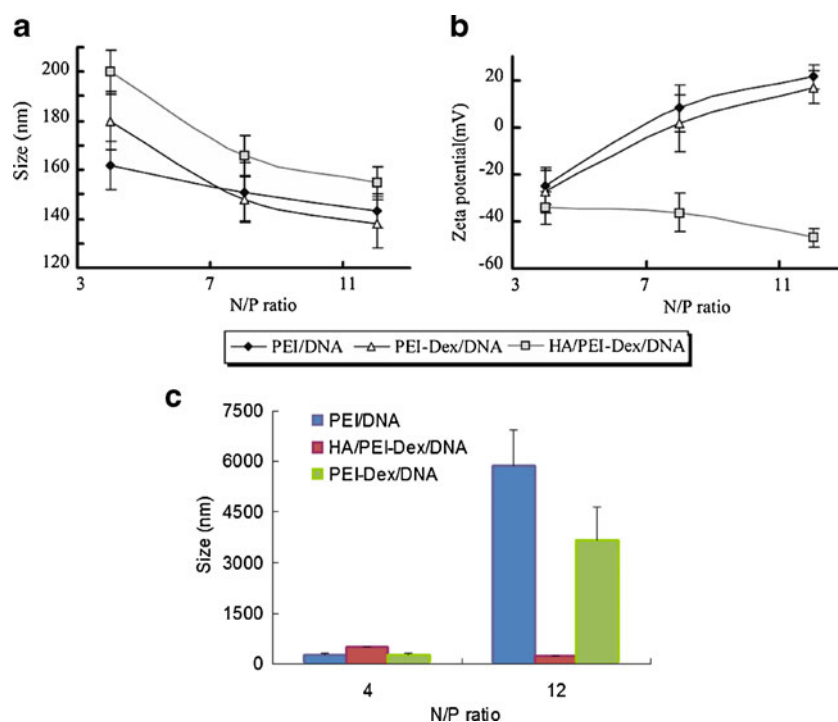 a
Size (nm)
200
180
160
140
120
3
7
11
N/P ratio
b
Zeta potential(mV)
20
0
-20
-40
-60
3
7
11
N/P ratio
PEI/DNA PEI-Dex/DNA HA/PEI-Dex/DNA
c
Size (nm)
7500
6000
4500
3000
1500
0
PEI/DNA
HA/PEI-Dex/DNA
PEI-Dex/DNA
4
12
N/P ratio